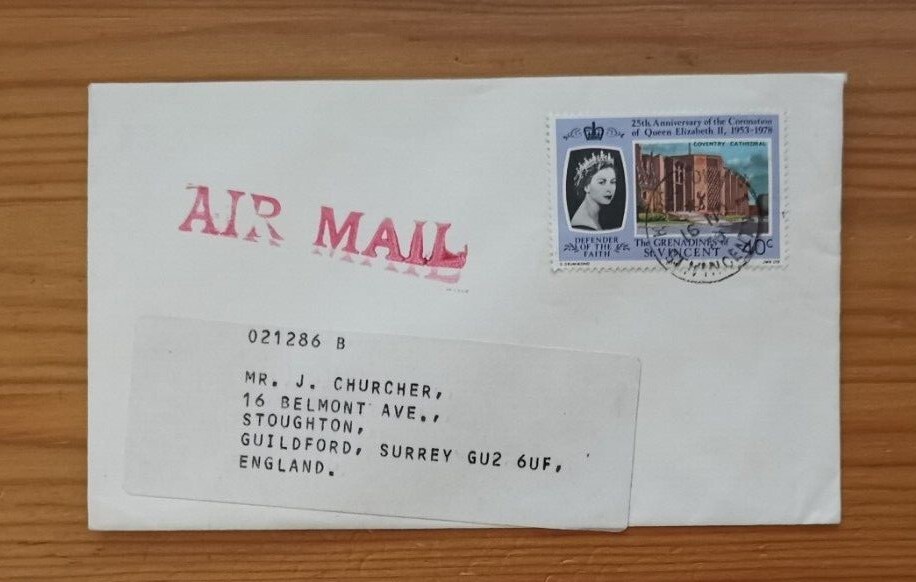 25th Anniversary of the Coronation
of Queen Elizabeth II, 1953-1978
COVENTRY CATHEDRAL
DEFENDER
OF THE
FAITH
The GRENADINES of
St. VINCENT
40c
AIR MAIL
021286 B
MR. J. CHURCHER,
16 BELMONT AVE.,
STOUGHTON,
GUILDFORD, SURREY GU2 6UF,
ENGLAND.